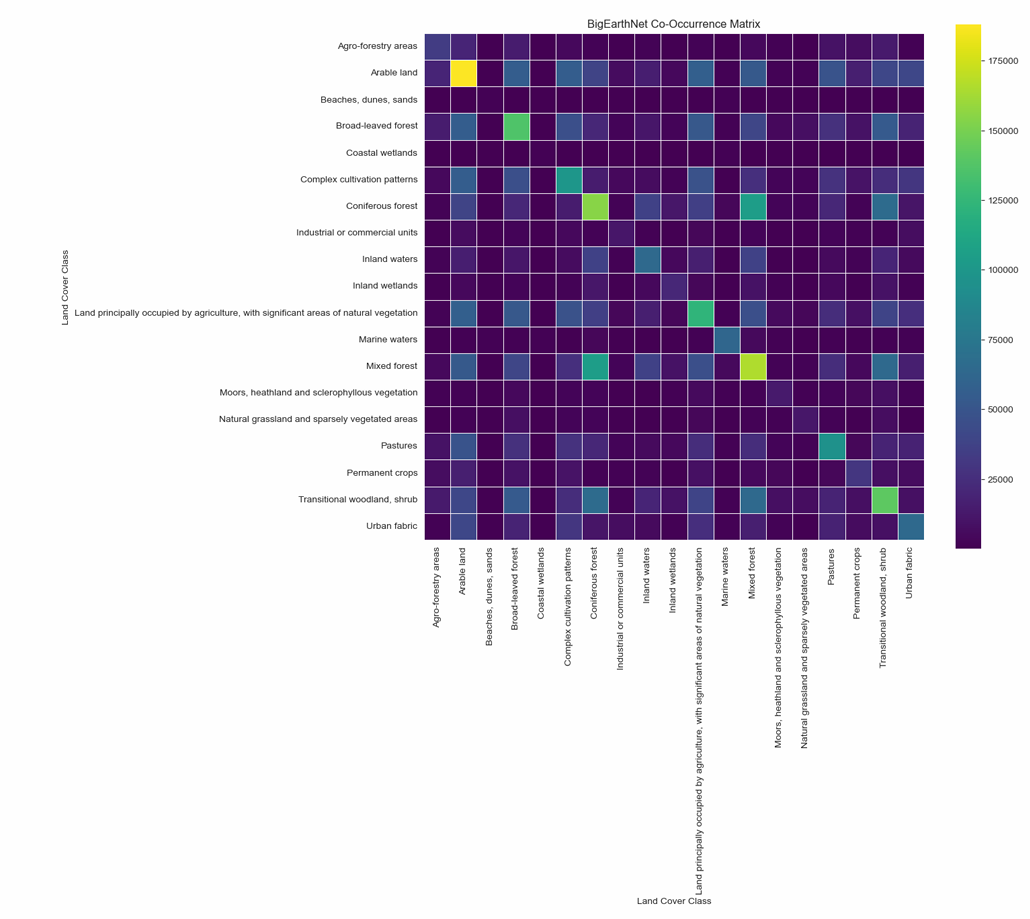 BigEarthNet Co-Occurrence Matrix
Land Cover Class
Agro-forestry areas
Arable land
Beaches, dunes, sands
Broad-leaved forest
Coastal wetlands
Complex cultivation patterns
Coniferous forest
Industrial or commercial units
Inland waters
Inland wetlands
Land principally occupied by agriculture, with significant areas of natural vegetation
Marine waters
Mixed forest
Moors, heathland and sclerophyllous vegetation
Natural grassland and sparsely vegetated areas
Pastures
Permanent crops
Transitional woodland, shrub
Urban fabric
175000
150000
125000
100000
75000
50000
25000
Agro-forestry areas
Arable land
Beaches, dunes, sands
Broad-leaved forest
Coastal wetlands
Complex cultivation patterns
Coniferous forest
Industrial or commercial units
Inland waters
Inland wetlands
Land principally occupied by agriculture, with significant areas of natural vegetation
Marine waters
Mixed forest
Moors, heathland and sclerophyllous vegetation
Natural grassland and sparsely vegetated areas
Pastures
Permanent crops
Transitional woodland, shrub
Urban fabric
Land Cover Class